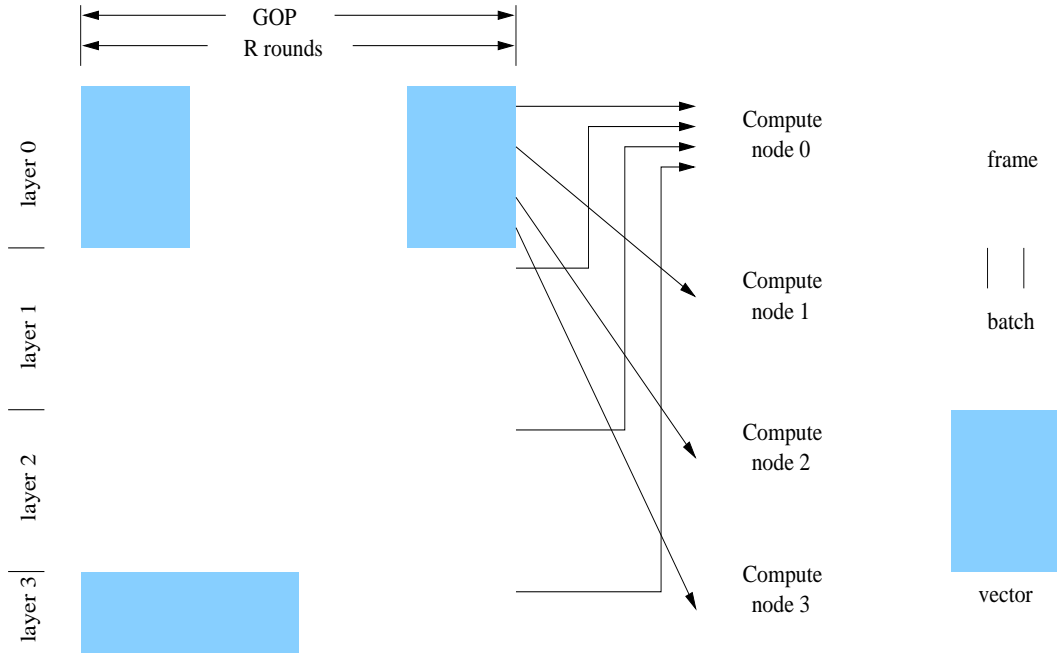 GOP
R rounds
layer 0
layer 1
layer 2
layer 3
Compute
node 0
Compute
node 1
Compute
node 2
Compute
node 3
frame
batch
vector